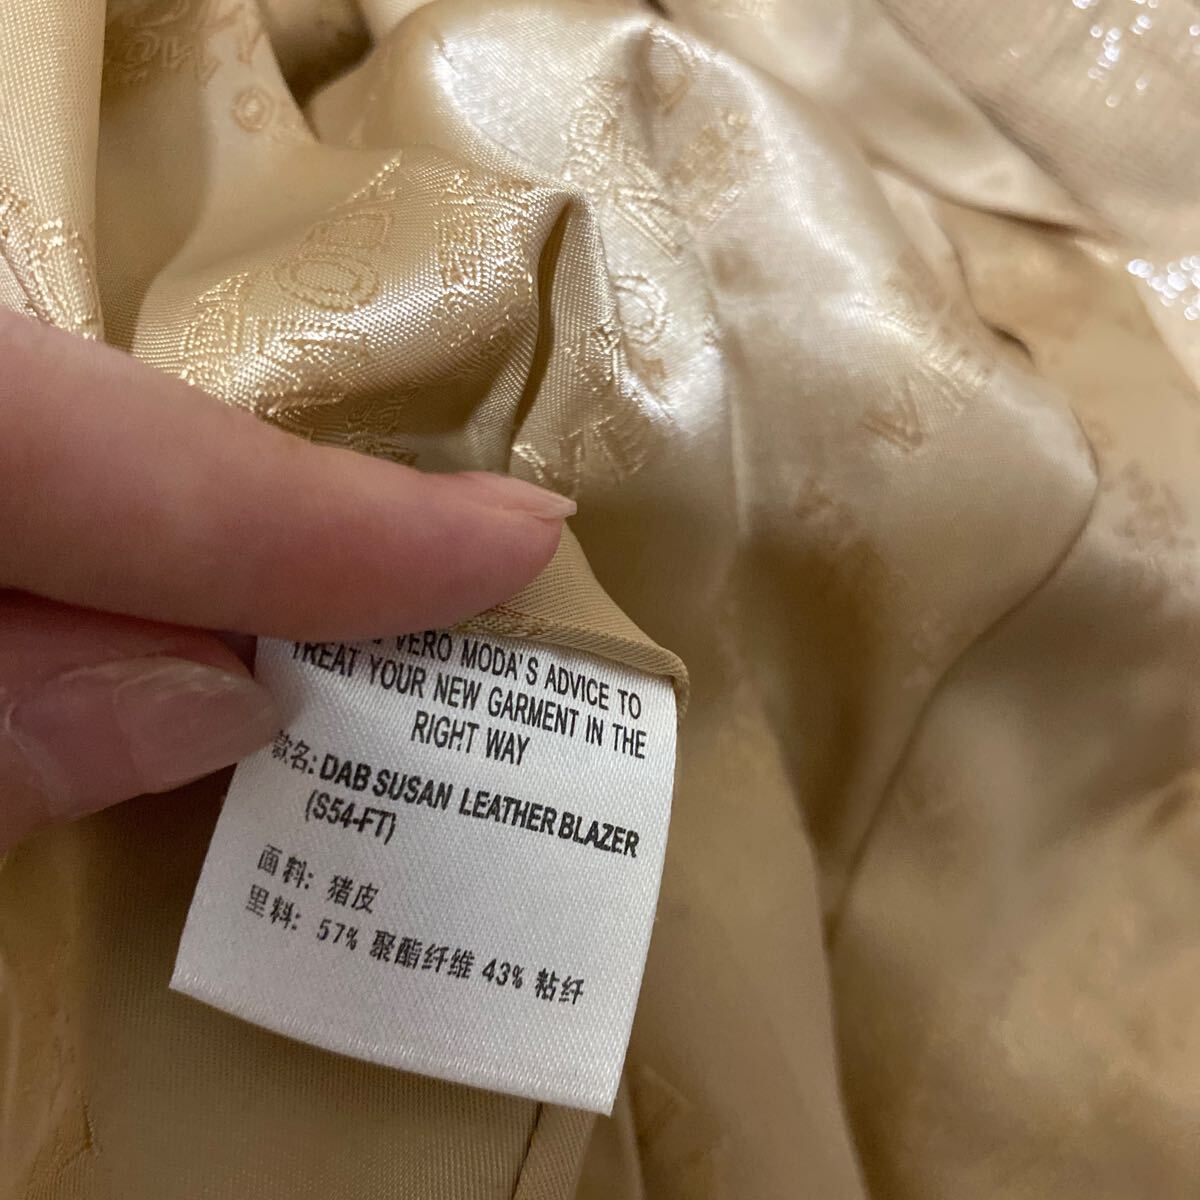 VERO MODA'S ADVICE TO
TREAT YOUR NEW GARMENT IN THE
RIGHT WAY
款名: DAB SUSAN LEATHER BLAZER
(S54-FT)
面料: 猪皮
里料: 57% 聚酯纤维 43% 粘纤